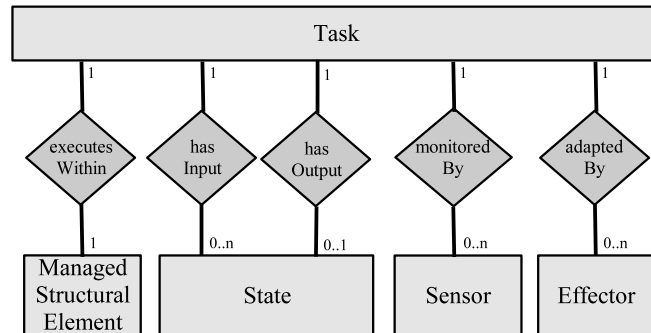 Task
1 1 1 1 1
executes has has monitored adapted
Within Input Output By By
1 0..n 0..1 0..n 0..n
Managed
Structural State Sensor Effector
Element